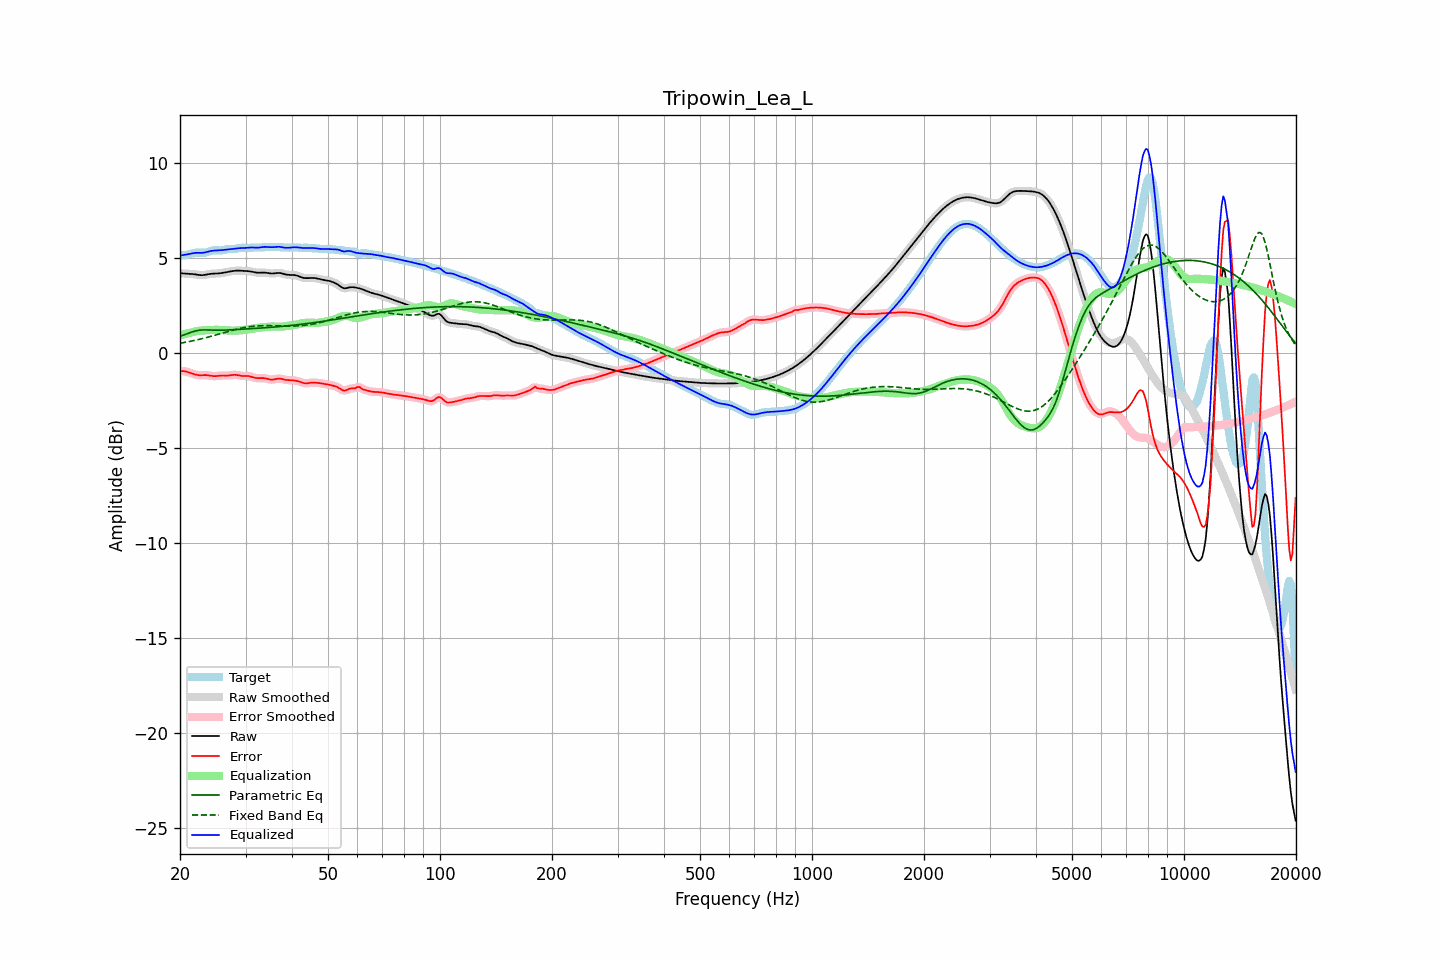 Tripowin_Lea_L
Amplitude (dBr)
10
5
0
−5
−10
−15
−20
−25
Target
Raw Smoothed
Error Smoothed
Raw
Error
Equalization
Parametric Eq
Fixed Band Eq
Equalized
20 50 100 200 500 1000 2000 5000 10000 20000
Frequency (Hz)